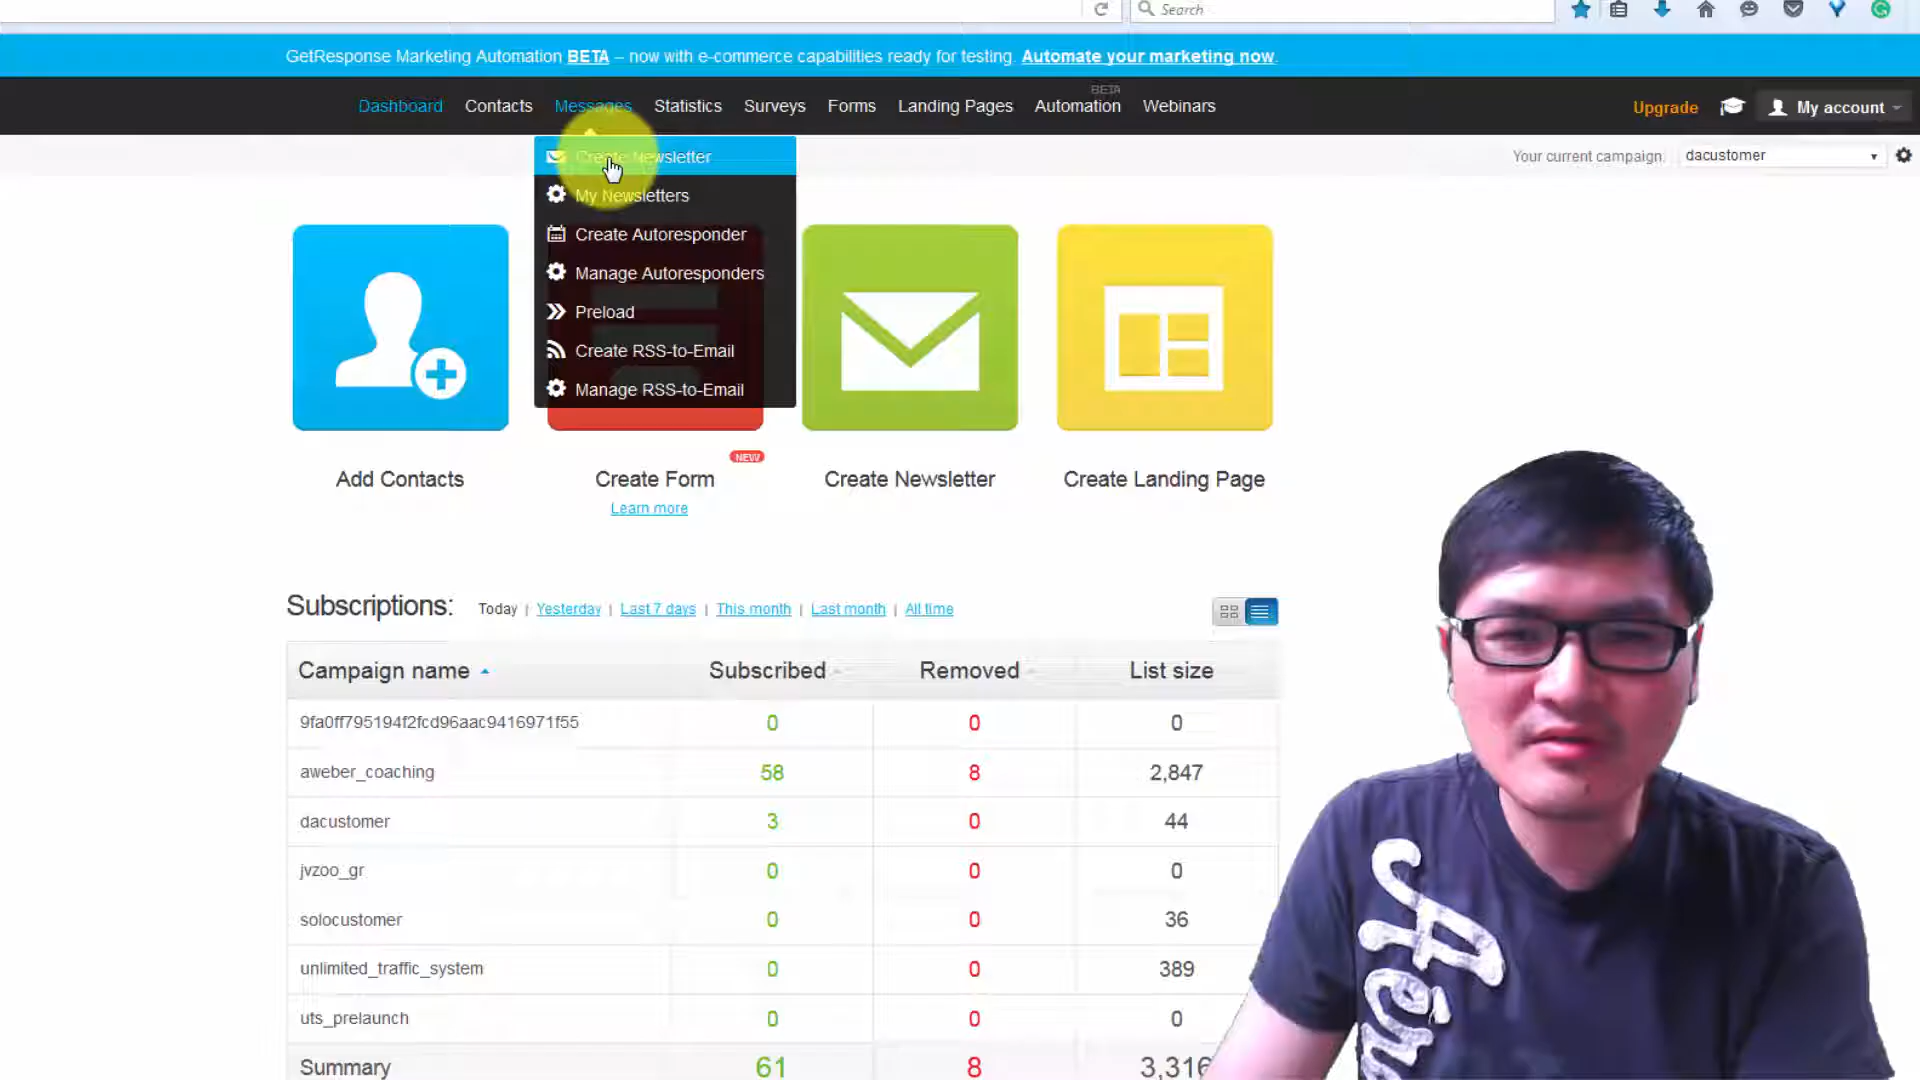 Search
GetResponse Marketing Automation BETA – now with e-commerce capabilities ready for testing. Automate your marketing now.
Dashboard Contacts Messages Statistics Surveys Forms Landing Pages Automation BETA Webinars
Upgrade My account
Your current campaign: dacustomer
Create Newsletter
My Newsletters
Create Autoresponder
Manage Autoresponders
Preload
Create RSS-to-Email
Manage RSS-to-Email
NEW
Add Contacts Create Form Create Newsletter Create Landing Page
Learn more
Subscriptions: Today | Yesterday | Last 7 days | This month | Last month | All time
Campaign name Subscribed Removed List size
9fa0ff795194f2fcd96aac9416971f55 0 0 0
aweber_coaching 58 8 2,847
dacustomer 3 0 44
jvzoo_gr 0 0 0
solocustomer 0 0 36
unlimited_traffic_system 0 0 389
uts_prelaunch 0 0 0
Summary 61 8 3,316